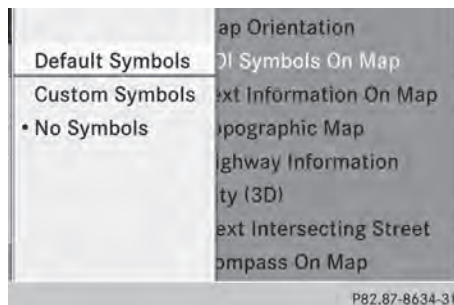 ap Orientation
Default Symbols
OI Symbols On Map
Custom Symbols
ext Information On Map
• No Symbols
opographic Map
ighway Information
ty (3D)
ext Intersecting Street
ompass On Map
P82.87-8634-31